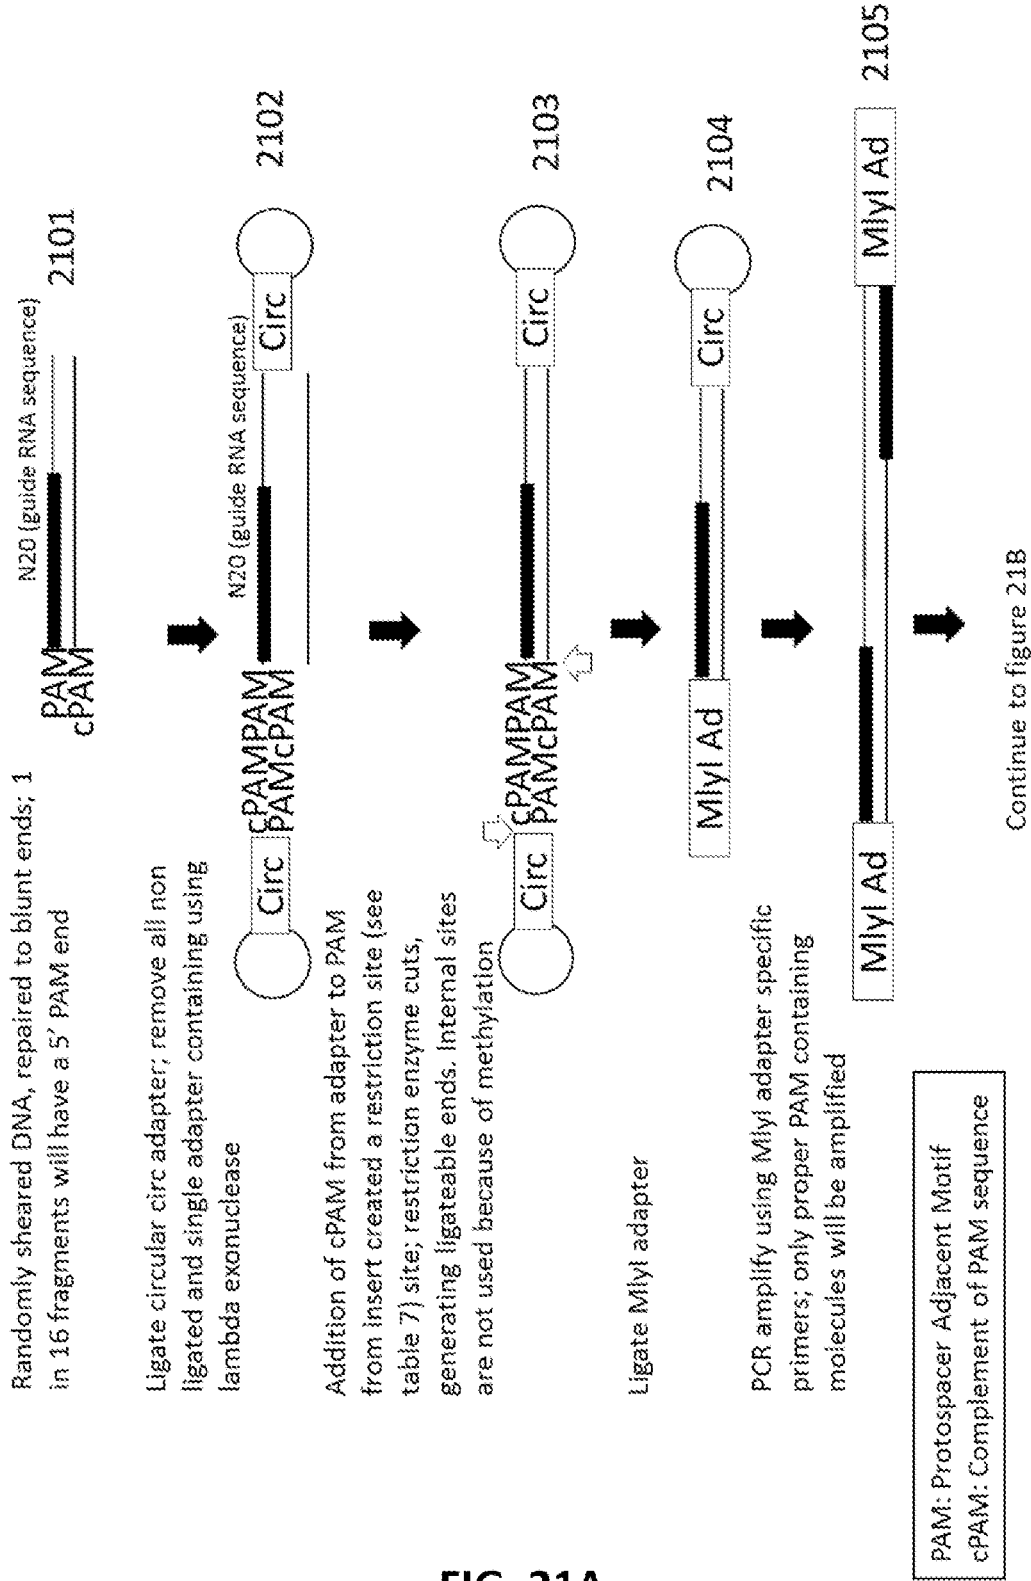 Randomly sheared DNA, repaired to blunt ends; 1
in 16 fragments will have a 5' PAM end
N20 (guide RNA sequence)
PAM
cPAM
2101
Ligate circular circ adapter; remove all non
ligated and single adapter containing using
lambda exonuclease
N20 (guide RNA sequence)
Circ
cPAMPAM
PAMcPAM
Circ
2102
Addition of cPAM from adapter to PAM
from insert created a restriction site (see
table 7) site; restriction enzyme cuts,
generating ligateable ends. Internal sites
are not used because of methylation
Circ
cPAMPAM
PAMcPAM
Circ
2103
Ligate MlyI adapter
MlyI Ad
Circ
2104
PCR amplify using MlyI adapter specific
primers; only proper PAM containing
molecules will be amplified
MlyI Ad
MlyI Ad
2105
PAM: Protospacer Adjacent Motif
cPAM: Complement of PAM sequence
Continue to figure 21B
FIG. 21A